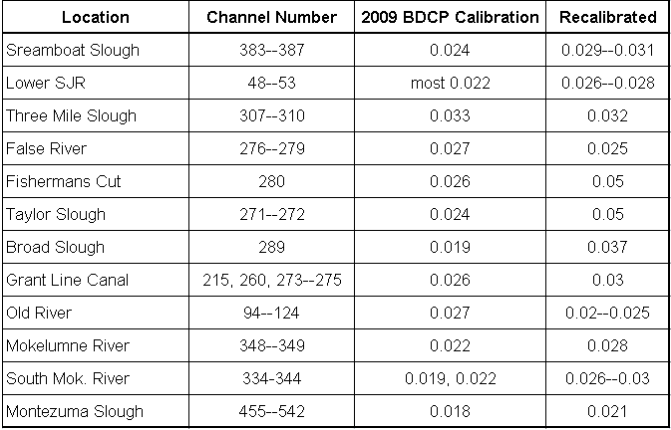 Location Channel Number 2009 BDCP Calibration Recalibrated
Sreamboat Slough 383--387 0.024 0.029--0.031
Lower SJR 48--53 most 0.022 0.026--0.028
Three Mile Slough 307--310 0.033 0.032
False River 276--279 0.027 0.025
Fishermans Cut 280 0.026 0.05
Taylor Slough 271--272 0.024 0.05
Broad Slough 289 0.019 0.037
Grant Line Canal 215, 260, 273--275 0.026 0.03
Old River 94--124 0.027 0.02--0.025
Mokelumne River 348--349 0.022 0.028
South Mok. River 334-344 0.019, 0.022 0.026--0.03
Montezuma Slough 455--542 0.018 0.021